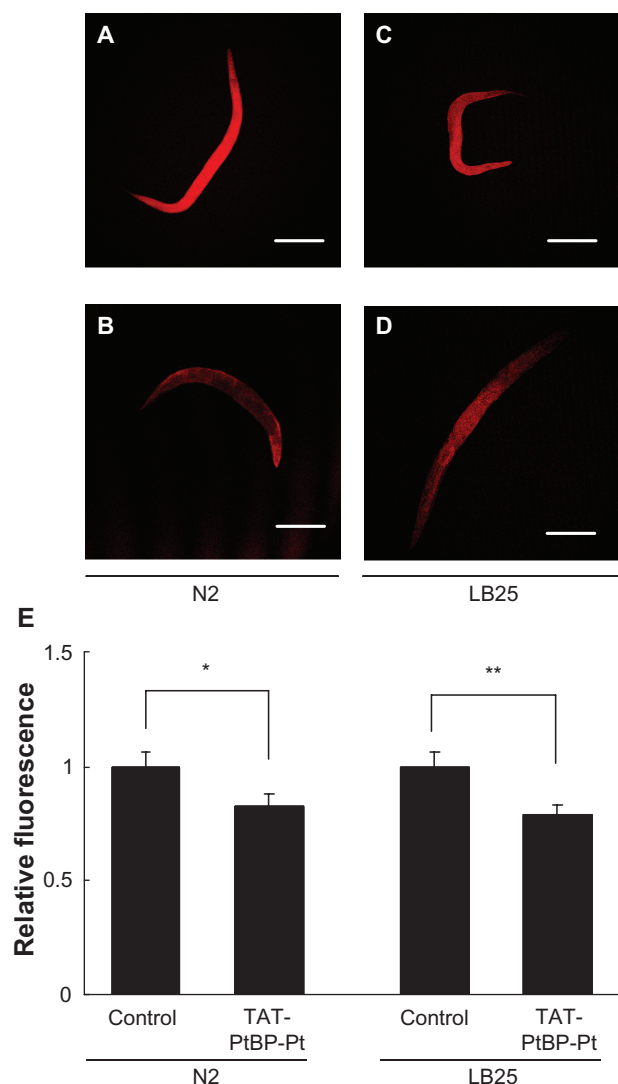 A
C
B
D
N2
LB25
E
Relative fluorescence
1.5
1
0.5
0
*
**
Control
TAT-
PtBP-Pt
Control
TAT-
PtBP-Pt
N2
LB25